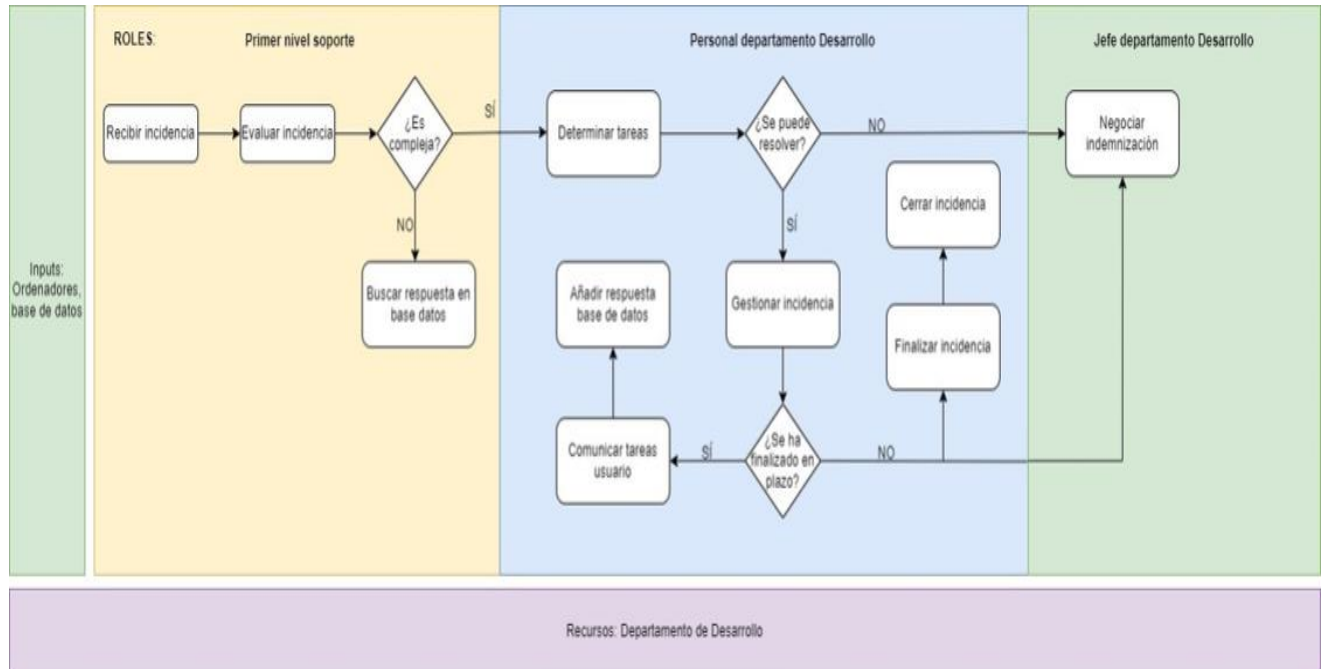 ROLES:
Primer nivel soporte
Personal departamento Desarrollo
Jefe departamento Desarrollo
Inputs:
Ordenadores,
base de datos
Recibir incidencia
Evaluar incidencia
¿Es
compleja?
SÍ
NO
Buscar respuesta en
base datos
Determinar tareas
¿Se puede
resolver?
NO
SÍ
Negociar
indemnización
Cerrar incidencia
Añadir respuesta
base de datos
Gestionar incidencia
Finalizar incidencia
Comunicar tareas
usuario
SÍ
¿Se ha
finalizado en
plazo?
NO
Recursos: Departamento de Desarrollo